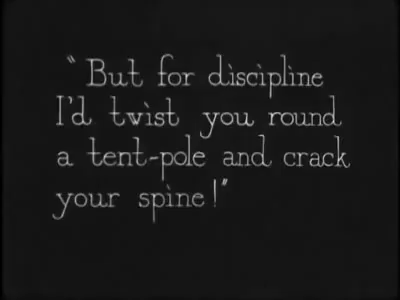 "But for discipline
I'd twist you round
a tent-pole and crack
your spine!"